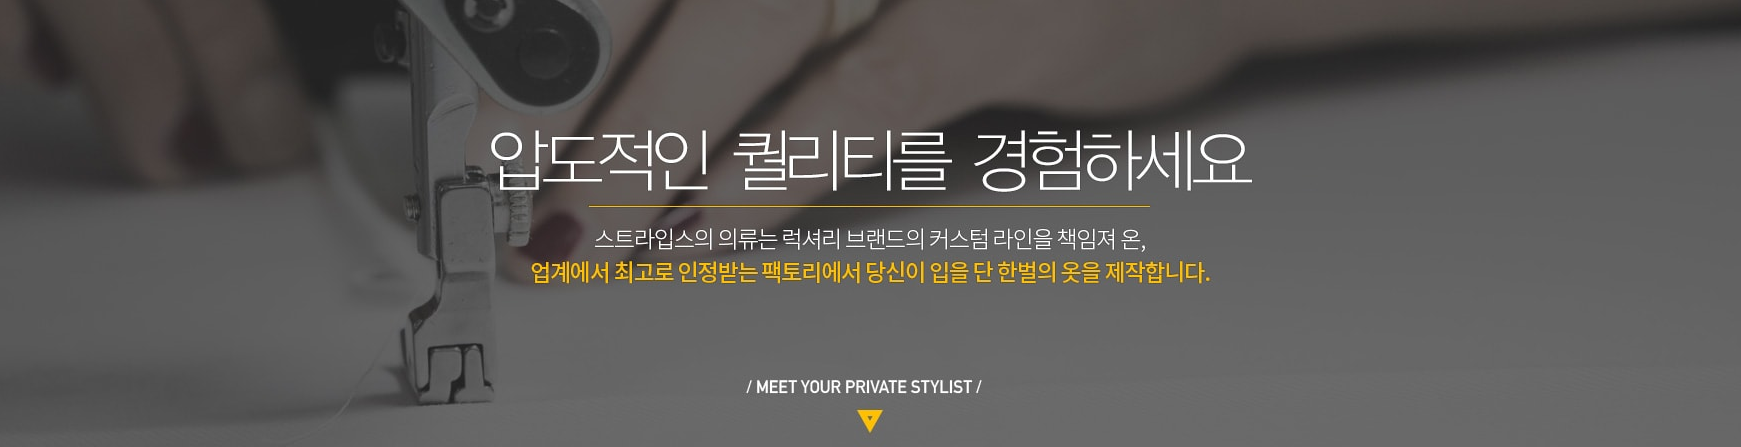 압도적인 퀄리티를 경험하세요
스트라입스의 의류는 럭셔리 브랜드의 커스텀 라인을 책임져 온,
업계에서 최고로 인정받는 팩토리에서 당신이 입을 단 한벌의 옷을 제작합니다.
/ MEET YOUR PRIVATE STYLIST /